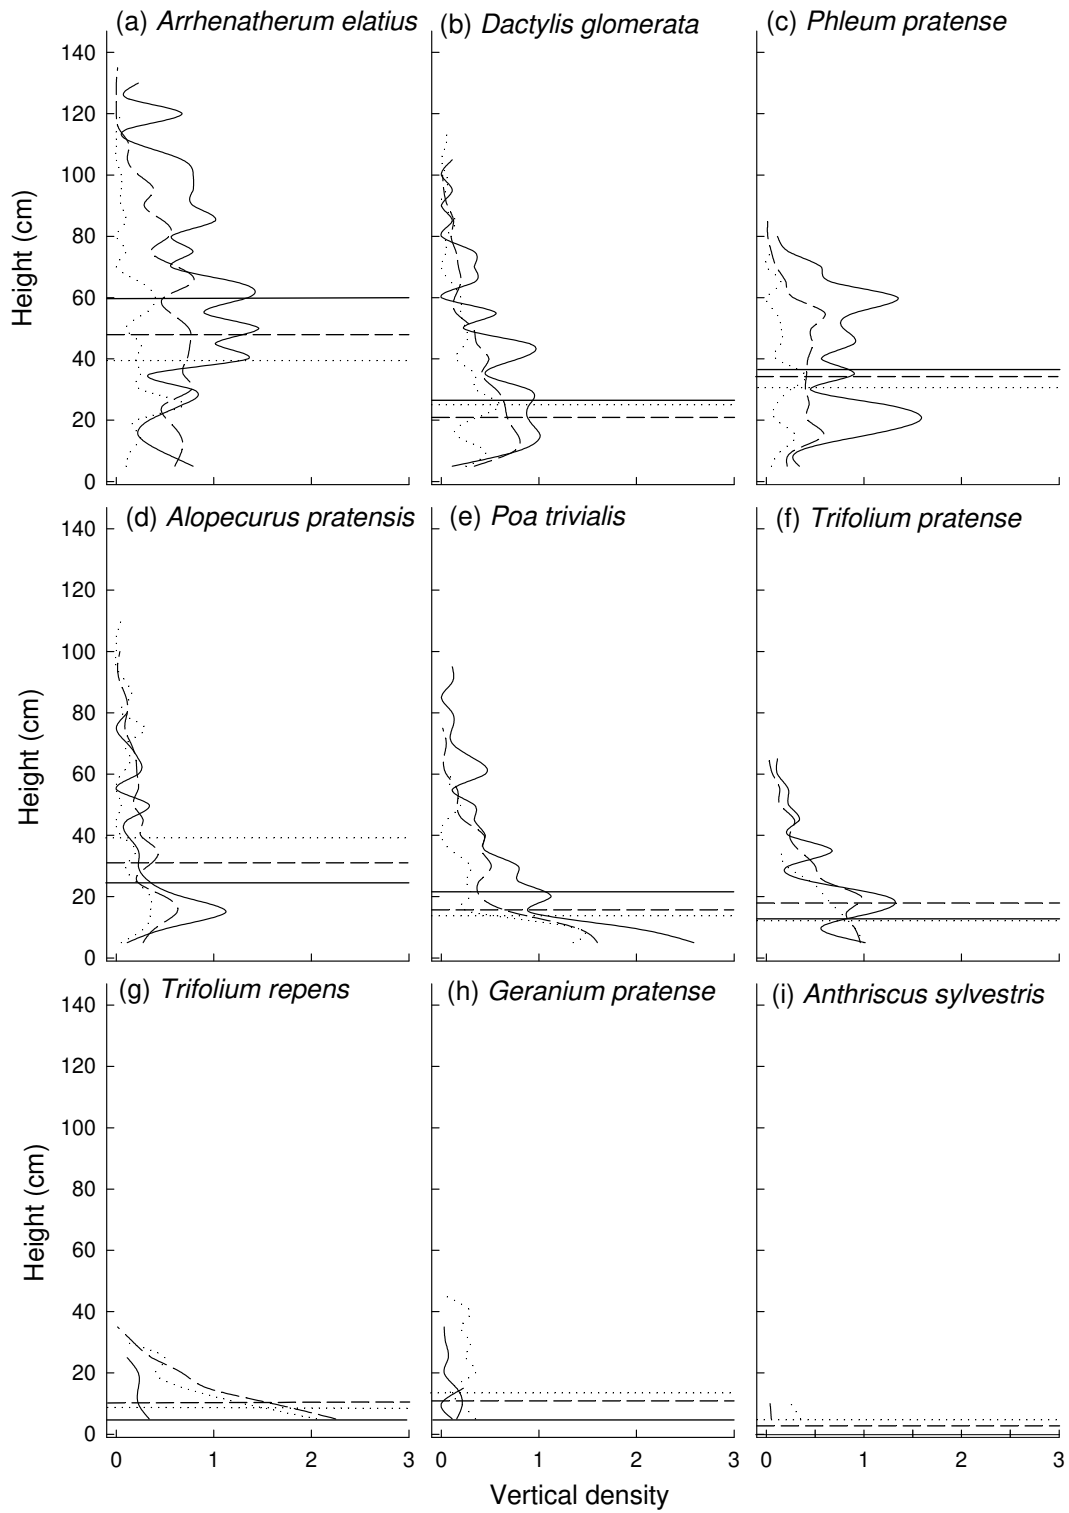 (a) Arrhenatherum elatius
(b) Dactylis glomerata
(c) Phleum pratense
140
120
100
80
60
40
20
0
Height (cm)
(d) Alopecurus pratensis
(e) Poa trivialis
(f) Trifolium pratense
140
120
100
80
60
40
20
0
Height (cm)
(g) Trifolium repens
(h) Geranium pratense
(i) Anthriscus sylvestris
140
120
100
80
60
40
20
0
Height (cm)
0 1 2 3
0 1 2 3
0 1 2 3
Vertical density